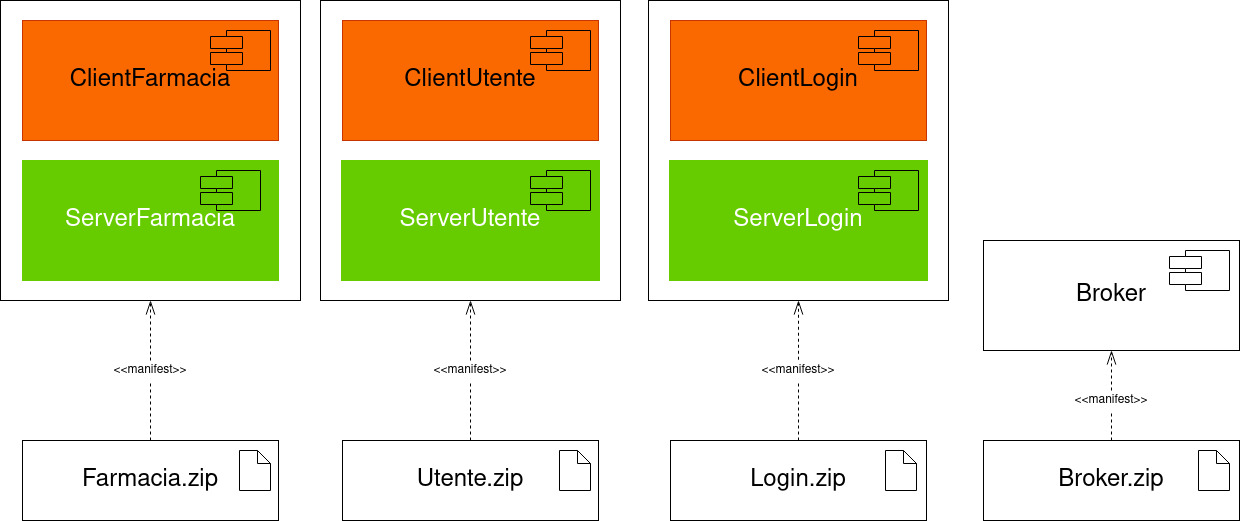 ClientFarmacia
ClientUtente
ClientLogin
ServerFarmacia
ServerUtente
ServerLogin
Broker
<<manifest>>
<<manifest>>
<<manifest>>
<<manifest>>
Farmacia.zip
Utente.zip
Login.zip
Broker.zip